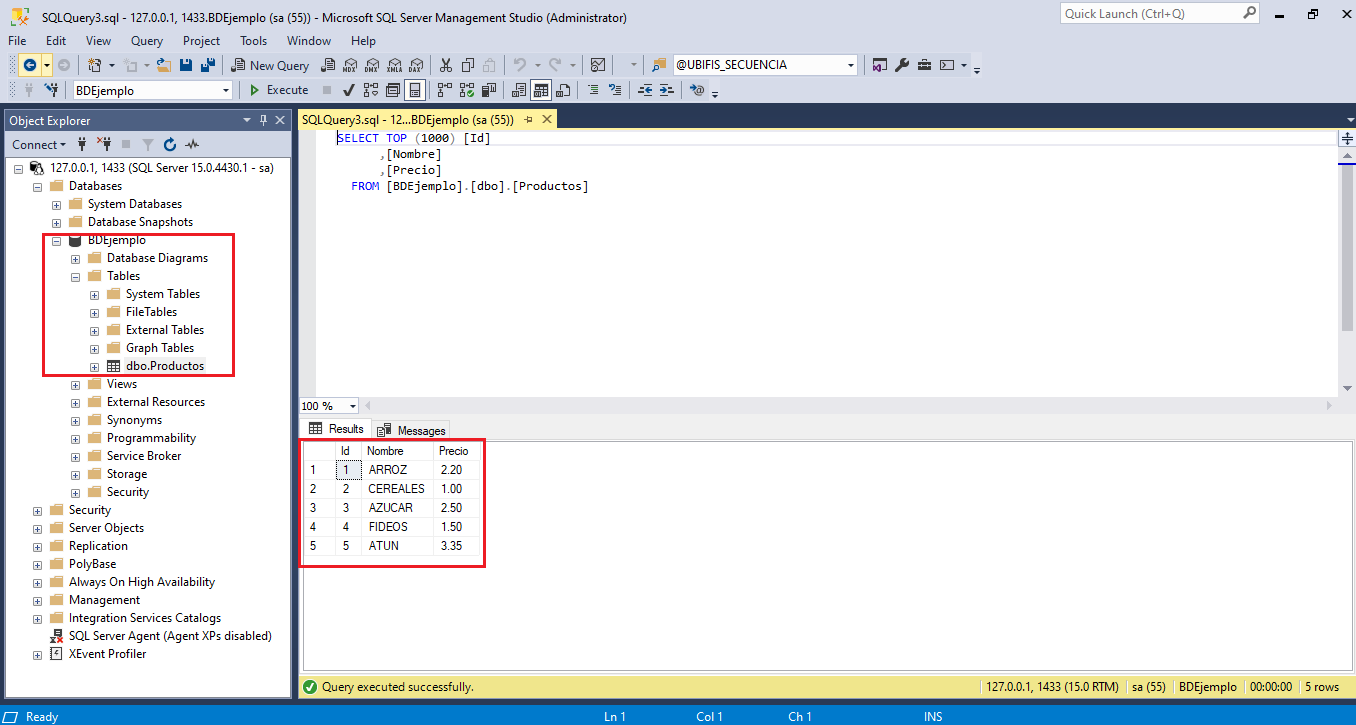 SQLQuery3.sql - 127.0.0.1, 1433.BDEjemplo (sa (55)) - Microsoft SQL Server Management Studio (Administrator)
Quick Launch (Ctrl+Q)
File Edit View Query Project Tools Window Help
New Query MDX DMX XMLA DAX @UBIFIS_SECUENCIA
BDEjemplo Execute
Object Explorer
Connect
127.0.0.1, 1433 (SQL Server 15.0.4430.1 - sa)
Databases
System Databases
Database Snapshots
BDEjemplo
Database Diagrams
Tables
System Tables
FileTables
External Tables
Graph Tables
dbo.Productos
Views
External Resources
Synonyms
Programmability
Service Broker
Storage
Security
Security
Server Objects
Replication
PolyBase
Always On High Availability
Management
Integration Services Catalogs
SQL Server Agent (Agent XPs disabled)
XEvent Profiler
SQLQuery3.sql - 12...BDEjemplo (sa (55))
SELECT TOP (1000) [Id]
,[Nombre]
,[Precio]
FROM [BDEjemplo].[dbo].[Productos]
100 %
Results Messages
Id Nombre Precio
1 1 ARROZ 2.20
2 2 CEREALES 1.00
3 3 AZUCAR 2.50
4 4 FIDEOS 1.50
5 5 ATUN 3.35
Query executed successfully. 127.0.0.1, 1433 (15.0 RTM) sa (55) BDEjemplo 00:00:00 5 rows
Ready Ln 1 Col 1 Ch 1 INS